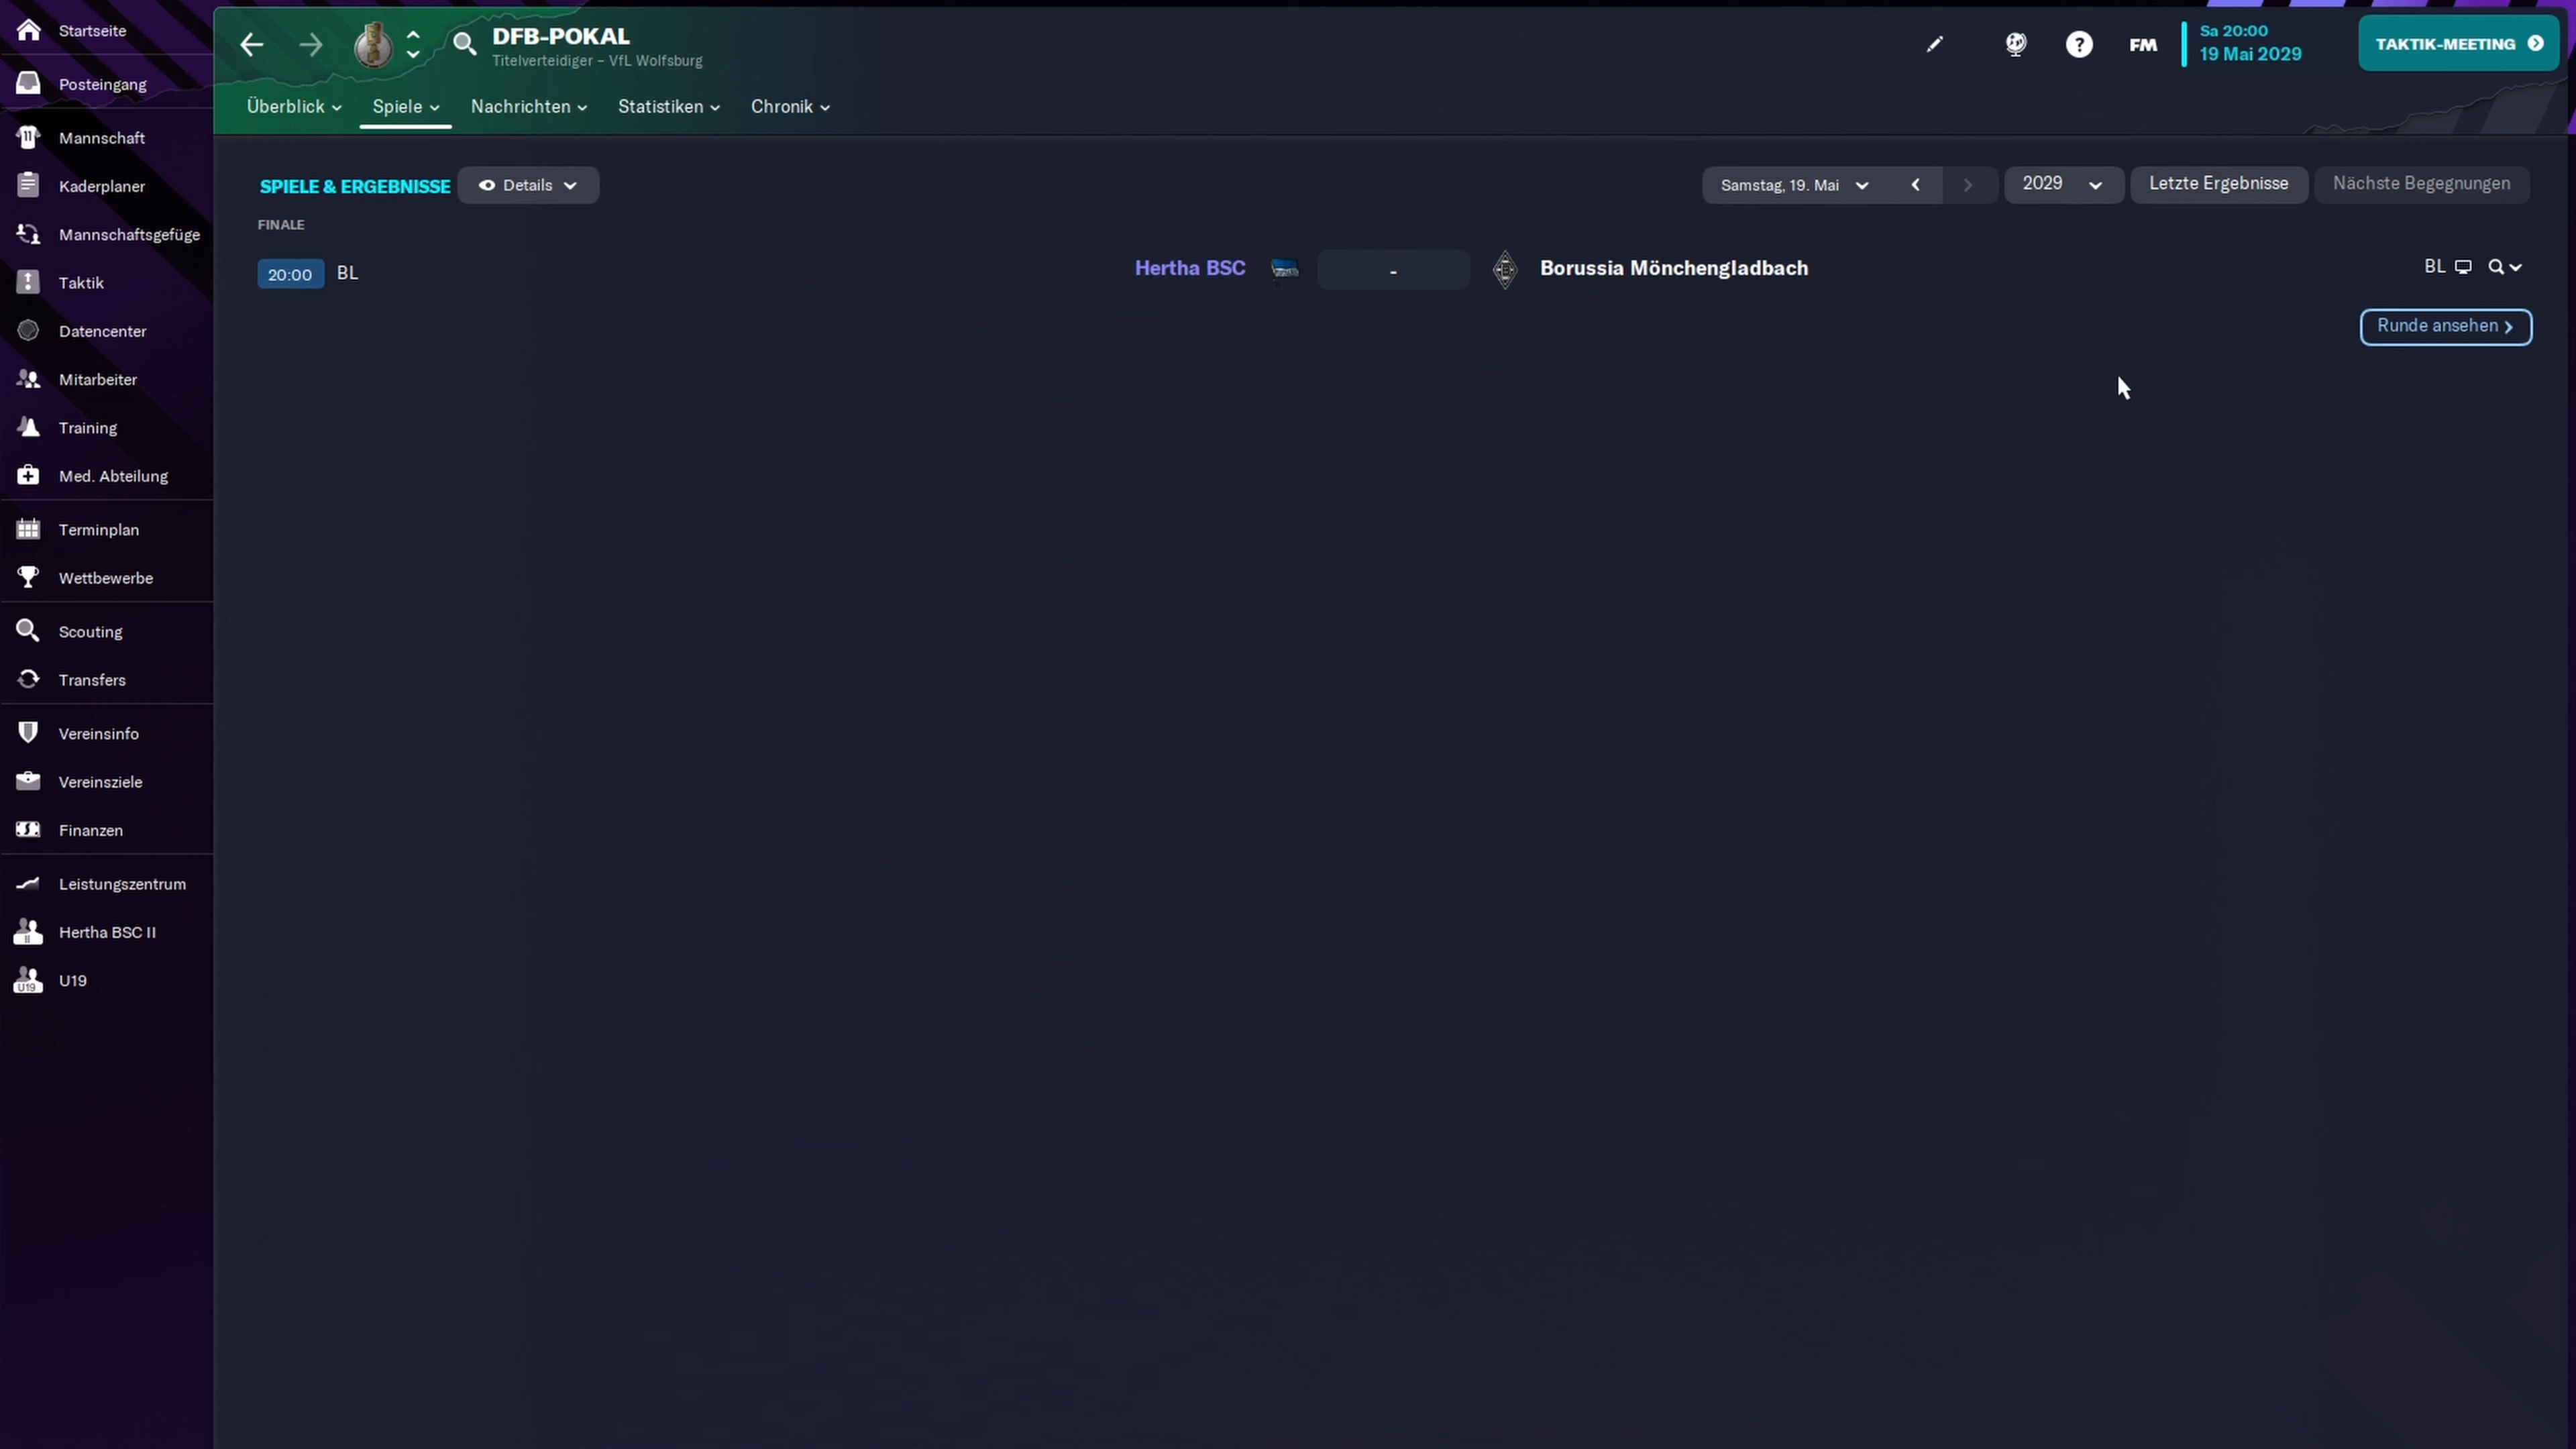 Startseite
Posteingang
Mannschaft
Kaderplaner
Mannschaftsgefüge
Taktik
Datencenter
Mitarbeiter
Training
Med. Abteilung
Terminplan
Wettbewerbe
Scouting
Transfers
Vereinsinfo
Vereinsziele
Finanzen
Leistungszentrum
Hertha BSC II
U19
DFB-POKAL
Titelverteidiger – VfL Wolfsburg
FM
Sa 20:00
19 Mai 2029
TAKTIK-MEETING
Überblick Spiele Nachrichten Statistiken Chronik
SPIELE & ERGEBNISSE Details Samstag, 19. Mai 2029 Letzte Ergebnisse Nächste Begegnungen
FINALE
20:00 BL Hertha BSC - Borussia Mönchengladbach BL
Runde ansehen